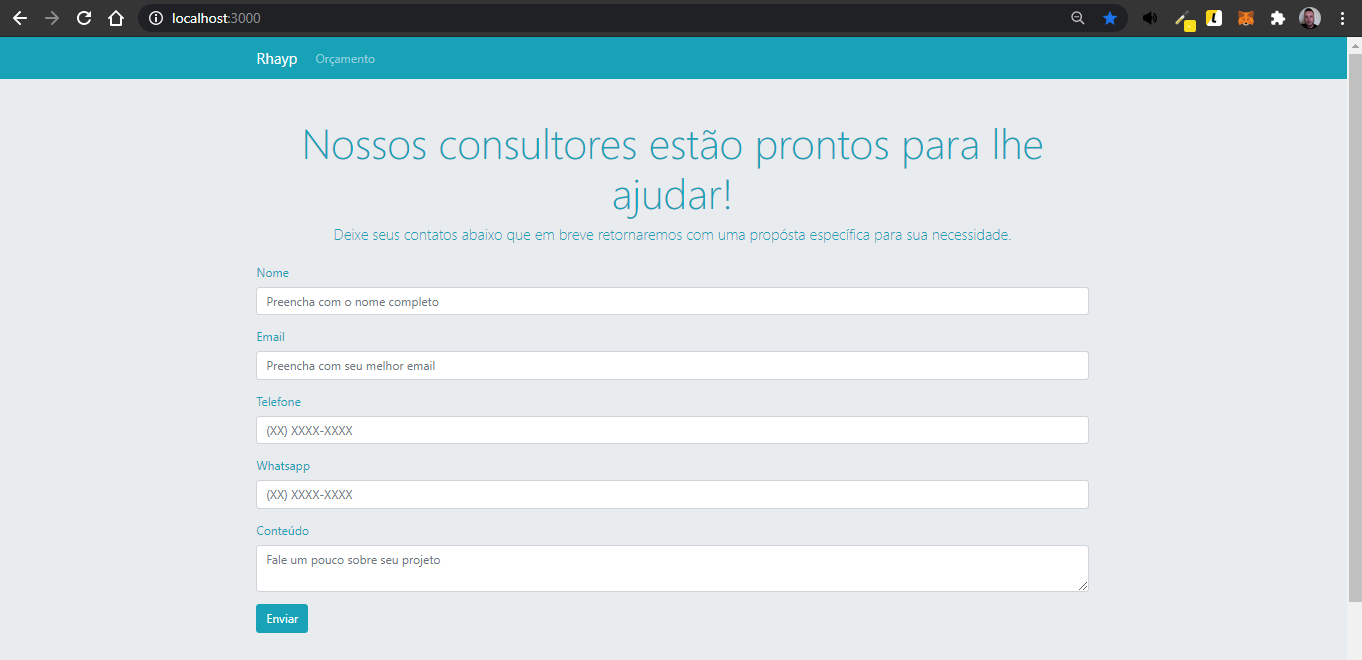 localhost:3000
Rhayp Orçamento
Nossos consultores estão prontos para lhe
ajudar!
Deixe seus contatos abaixo que em breve retornaremos com uma propósta específica para sua necessidade.
Nome
Preencha com o nome completo
Email
Preencha com seu melhor email
Telefone
(XX) XXXX-XXXX
Whatsapp
(XX) XXXX-XXXX
Conteúdo
Fale um pouco sobre seu projeto
Enviar